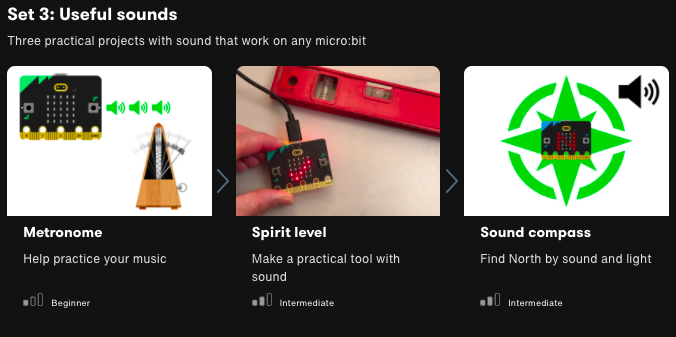 Set 3: Useful sounds
Three practical projects with sound that work on any micro:bit
Metronome
Help practice your music
Beginner
Spirit level
Make a practical tool with
sound
Intermediate
Sound compass
Find North by sound and light
Intermediate